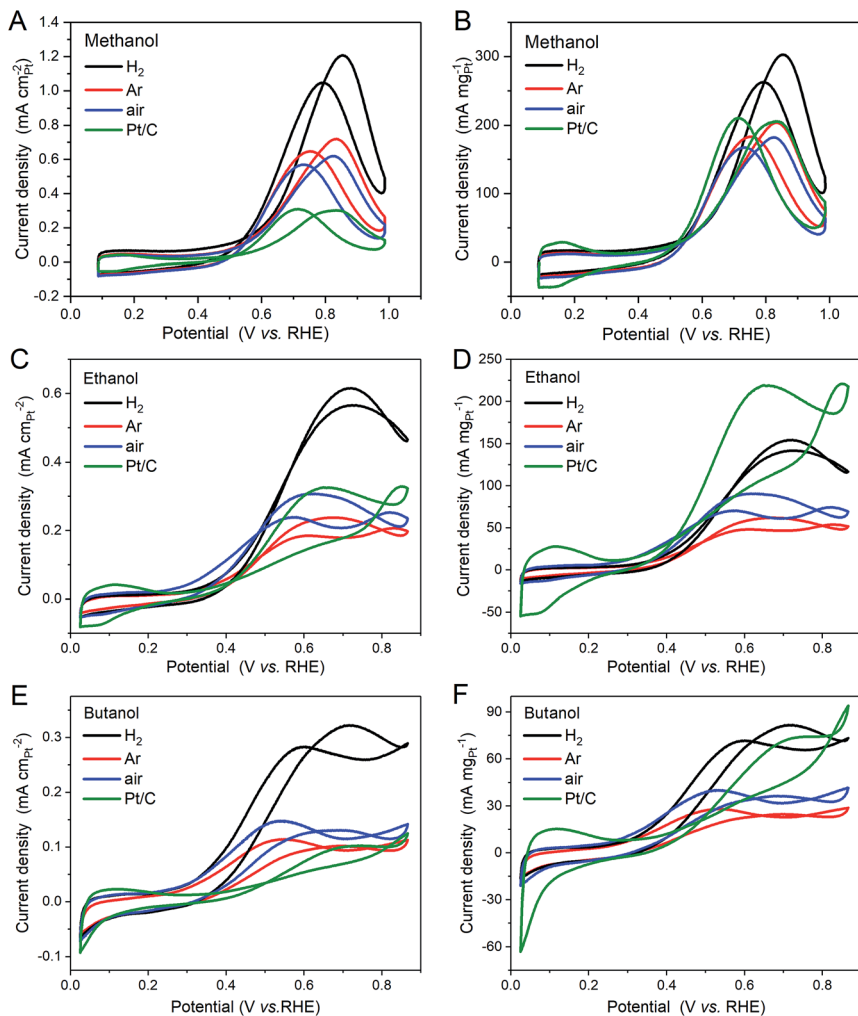 A
Methanol
H2
Ar
air
Pt/C
Current density (mA cm-2Pt)
1.4
1.2
1.0
0.8
0.6
0.4
0.2
0.0
-0.2
0.0 0.2 0.4 0.6 0.8 1.0
Potential (V vs. RHE)
B
Methanol
H2
Ar
air
Pt/C
Current density (mA mgPt-1)
300
200
100
0
0.0 0.2 0.4 0.6 0.8 1.0
Potential (V vs. RHE)
C
Ethanol
H2
Ar
air
Pt/C
Current density (mA cmPt-2)
0.6
0.4
0.2
0.0
0.0 0.2 0.4 0.6 0.8
Potential (V vs. RHE)
D
Ethanol
H2
Ar
air
Pt/C
Current density (mA mgPt-1)
250
200
150
100
50
0
-50
0.0 0.2 0.4 0.6 0.8
Potential (V vs. RHE)
E
Butanol
H2
Ar
air
Pt/C
Current density (mA cmPt-2)
0.3
0.2
0.1
0.0
-0.1
0.0 0.2 0.4 0.6 0.8
Potential (V vs.RHE)
F
Butanol
H2
Ar
air
Pt/C
Current density (mA mgPt-1)
90
60
30
0
-30
-60
0.0 0.2 0.4 0.6 0.8
Potential (V vs. RHE)